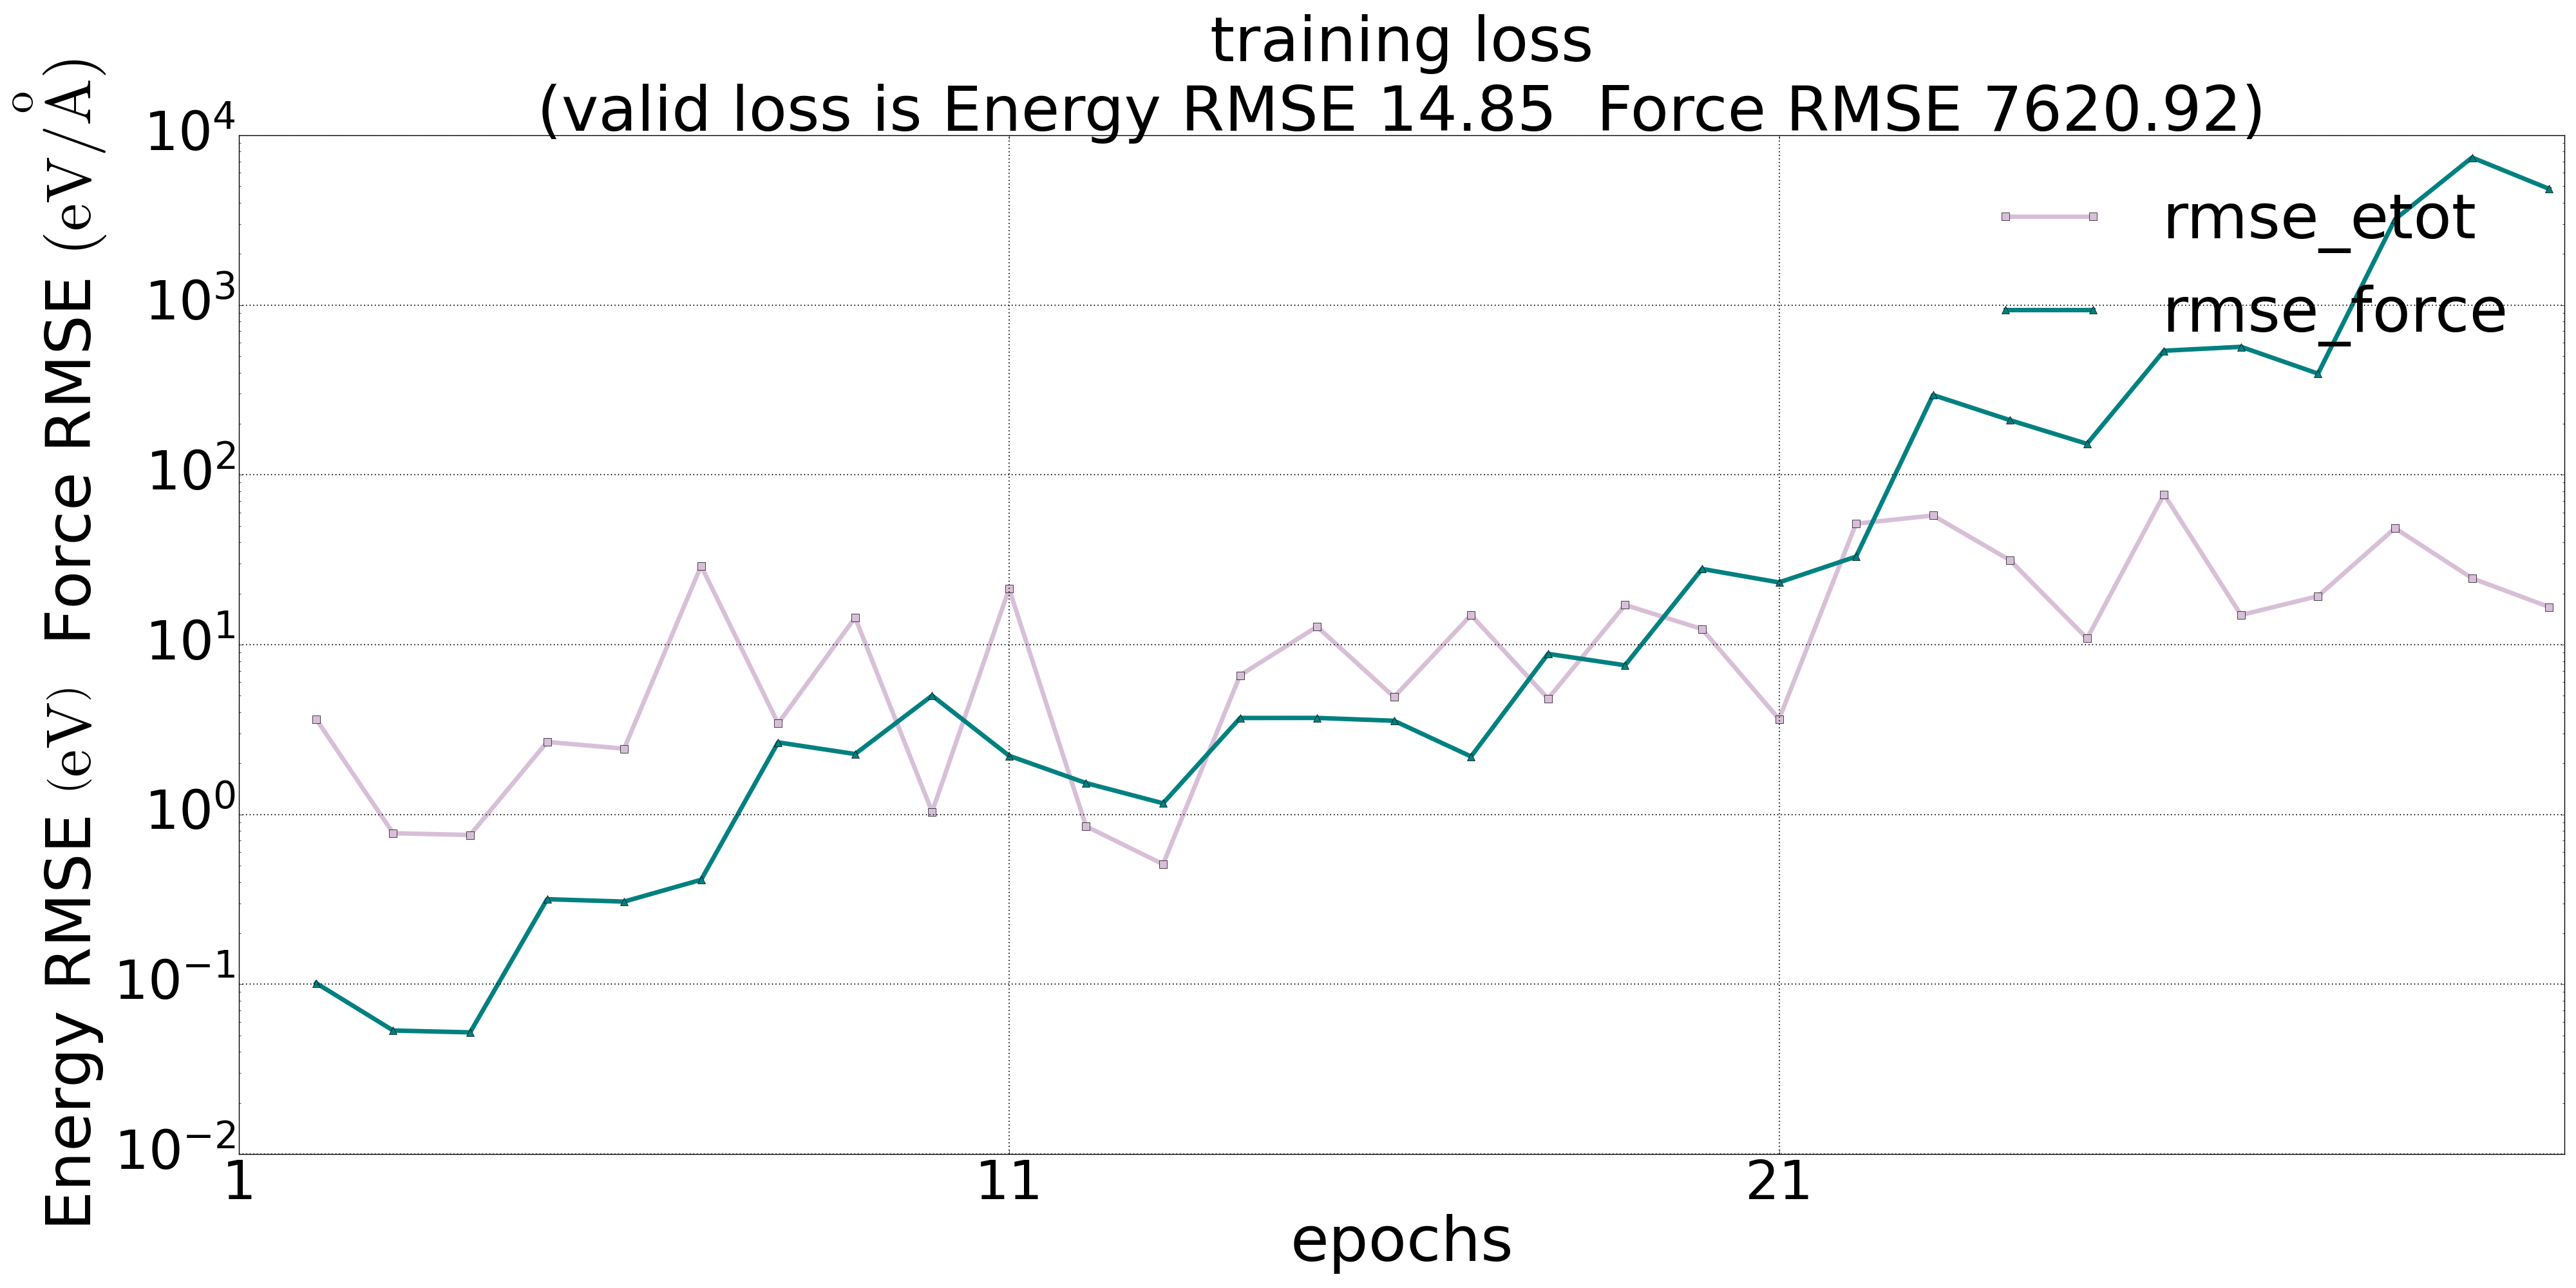 training loss
(valid loss is Energy RMSE 14.85  Force RMSE 7620.92)
Energy RMSE (eV)  Force RMSE (eV/Å)
10⁴
10³
10²
10¹
10⁰
10⁻¹
10⁻²
rmse_etot
rmse_force
1 11 21
epochs